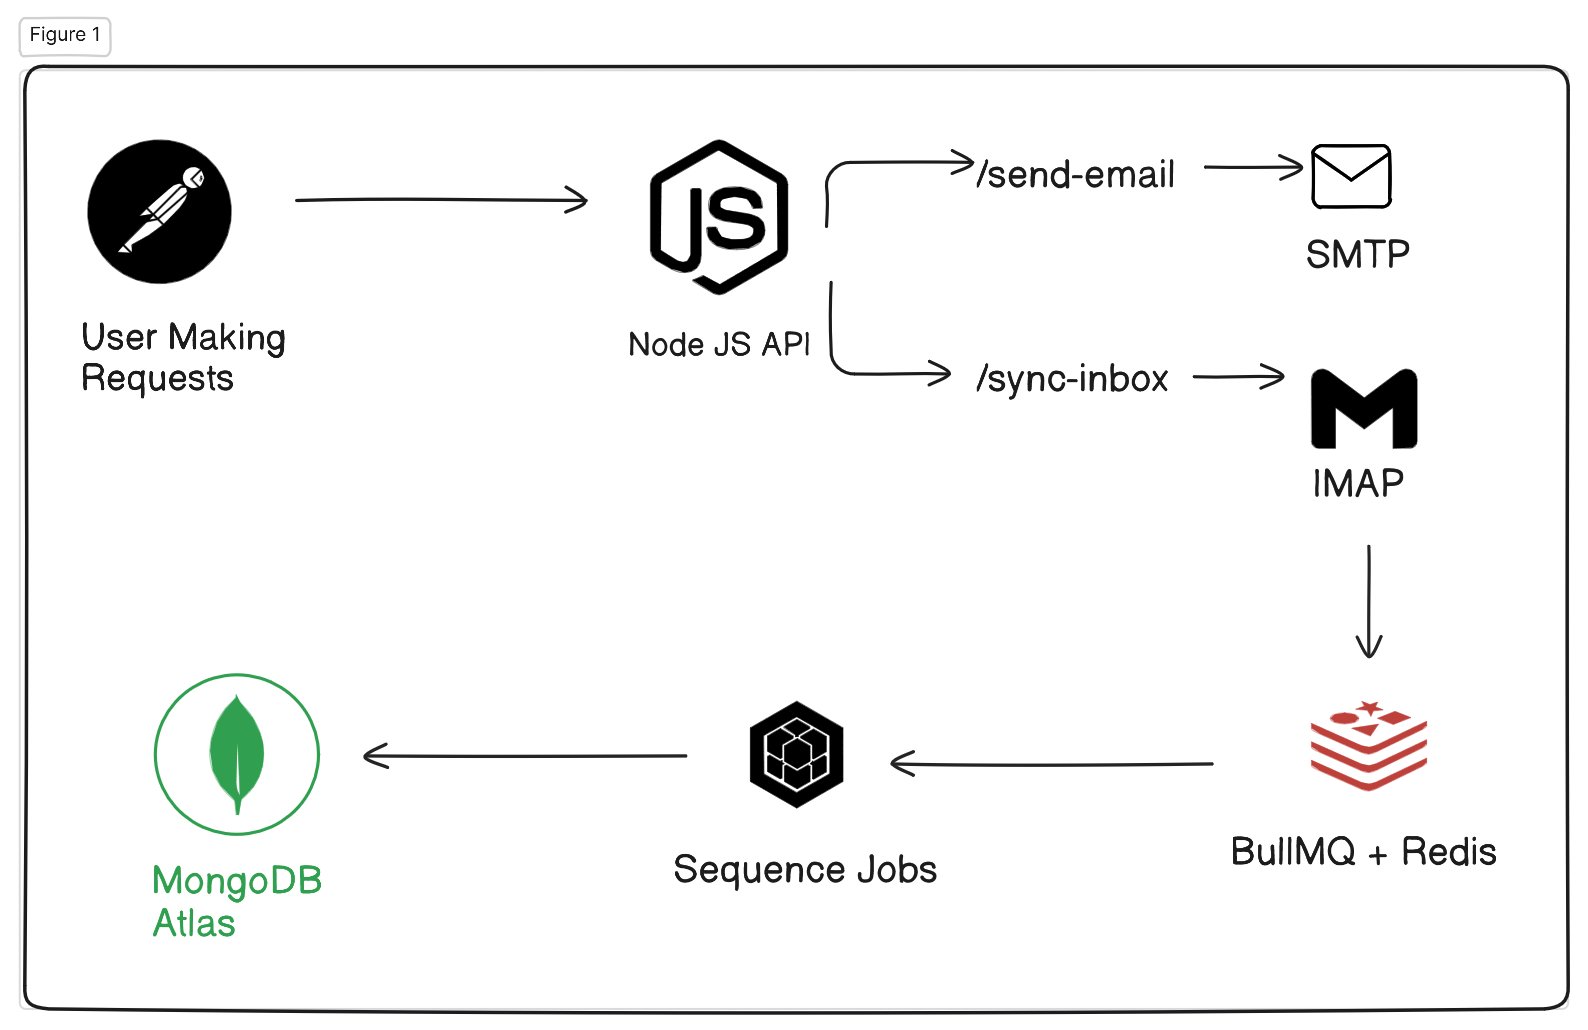 Figure 1
/send-email
SMTP
User Making
Requests
JS
Node JS API
/sync-inbox
IMAP
BullMQ + Redis
Sequence Jobs
MongoDB
Atlas